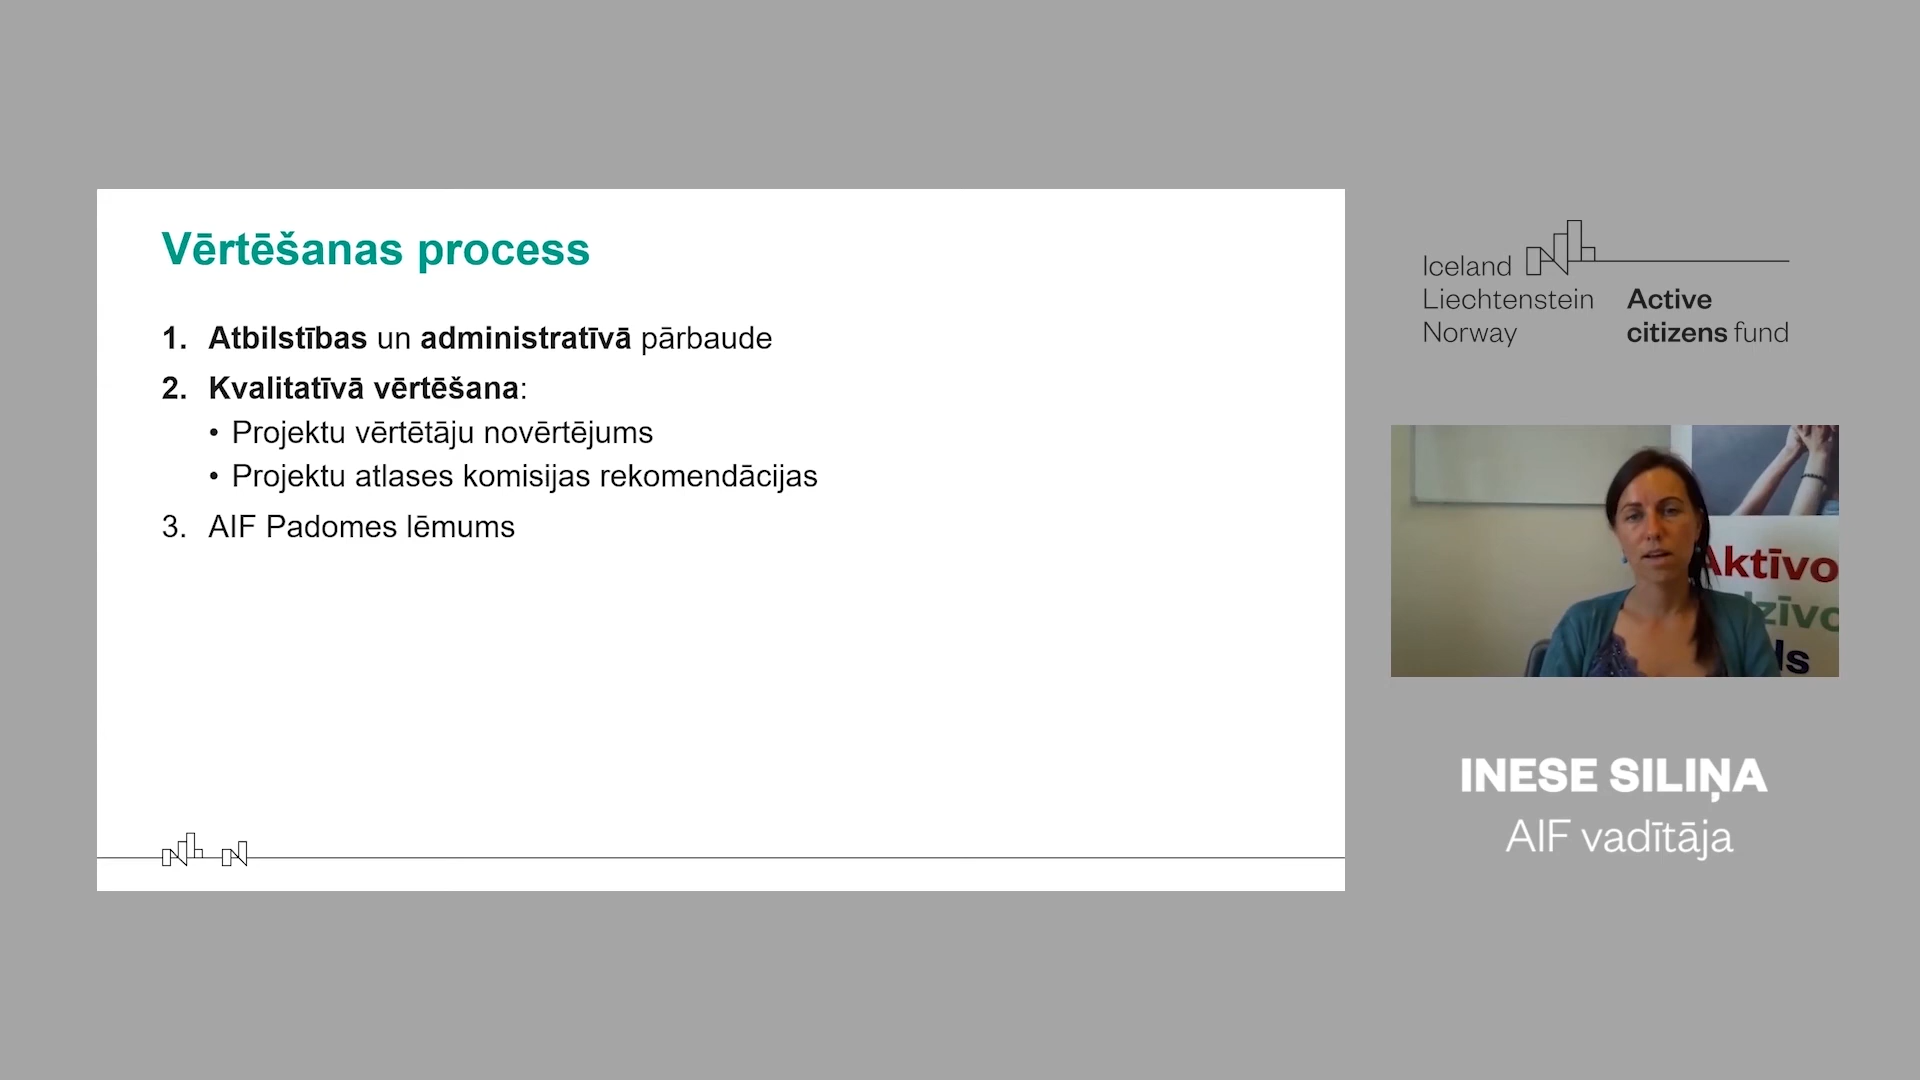 Vērtēšanas process
1. Atbilstības un administratīvā pārbaude
2. Kvalitatīvā vērtēšana:
• Projektu vērtētāju novērtējums
• Projektu atlases komisijas rekomendācijas
3. AIF Padomes lēmums
Iceland
Liechtenstein
Norway
Active
citizens fund
Aktīvo
INESE SILIŅA
AIF vadītāja